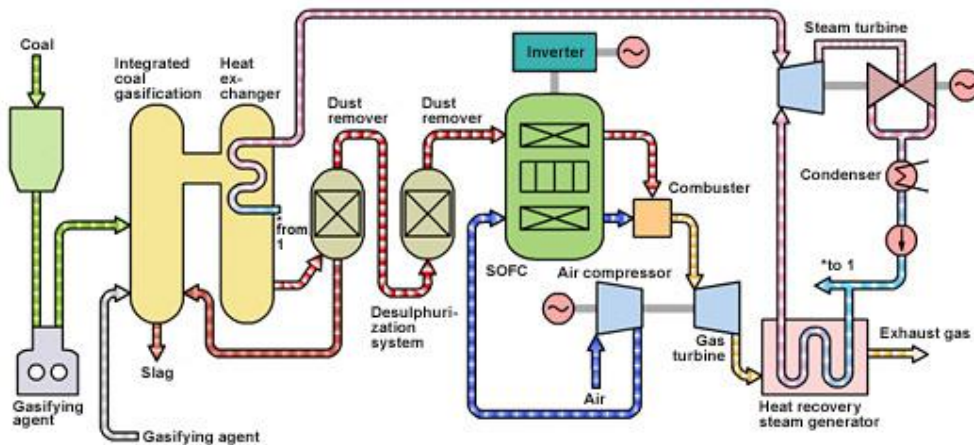 Coal
Integrated
coal
gasification
Heat
ex-
changer
Dust
remover
Dust
remover
Inverter
Steam turbine
Condenser
Combuster
*
from
1
SOFC
Air compressor
*to 1
Desulphuri-
zation
system
Gas
turbine
Exhaust gas
Slag
Air
Gasifying
agent
Gasifying agent
Heat recovery
steam generator